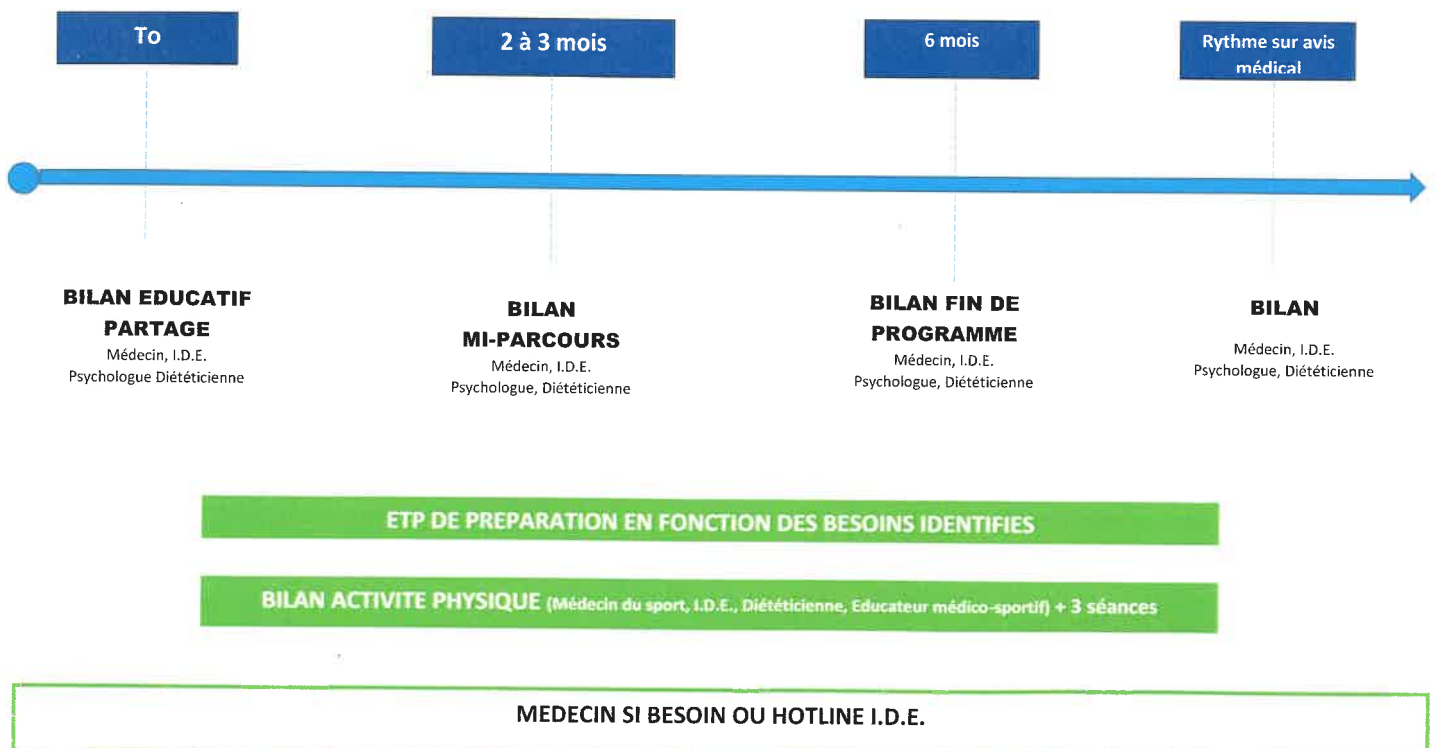 To
2 à 3 mois
6 mois
Rythme sur avis
médical
BILAN EDUCATIF
PARTAGE
Médecin, I.D.E.
Psychologue Diététicienne
BILAN
MI-PARCOURS
Médecin, I.D.E.
Psychologue, Diététicienne
BILAN FIN DE
PROGRAMME
Médecin, I.D.E.
Psychologue, Diététicienne
BILAN
Médecin, I.D.E.
Psychologue, Diététicienne
ETP DE PREPARATION EN FONCTION DES BESOINS IDENTIFIES
BILAN ACTIVITE PHYSIQUE (Médecin du sport, I.D.E., Diététicienne, Educateur médico-sportif) + 3 séances
MEDECIN SI BESOIN OU HOTLINE I.D.E.